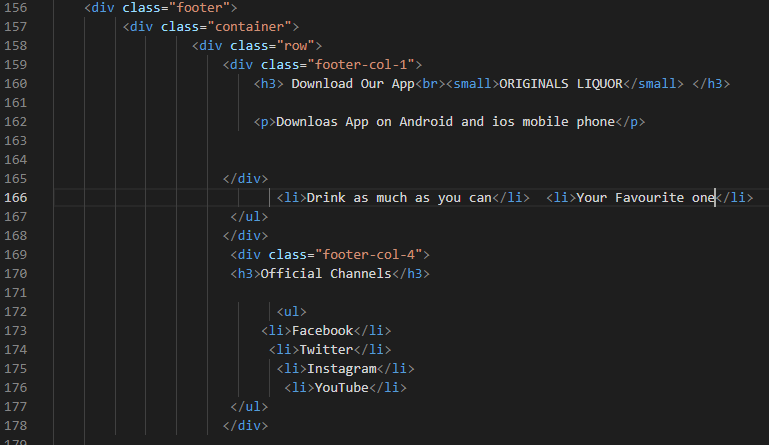 156 <div class="footer">
157 <div class="container">
158 <div class="row">
159 <div class="footer-col-1">
160 <h3> Download Our App<br><small>ORIGINALS LIQUOR</small> </h3>
161
162 <p>Downloas App on Android and ios mobile phone</p>
163
164
165 </div>
166 <li>Drink as much as you can</li>  <li>Your Favourite one</li>
167 </ul>
168 </div>
169 <div class="footer-col-4">
170 <h3>Official Channels</h3>
171
172 <ul>
173 <li>Facebook</li>
174 <li>Twitter</li>
175 <li>Instagram</li>
176 <li>YouTube</li>
177 </ul>
178 </div>
179